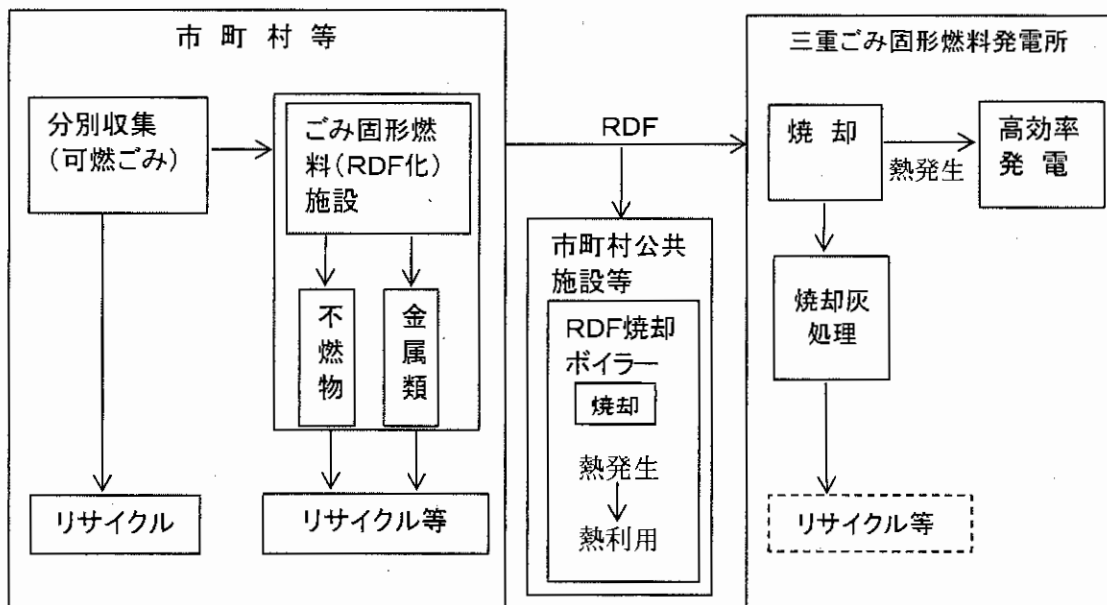 市町村等
分別収集
(可燃ごみ)
ごみ固形燃
料(RDF化)
施設
不燃物
金属類
リサイクル
リサイクル等
RDF
市町村公共
施設等
RDF焼却
ボイラー
焼却
熱発生
熱利用
三重ごみ固形燃料発電所
焼却
熱発生
高効率
発電
焼却灰
処理
リサイクル等